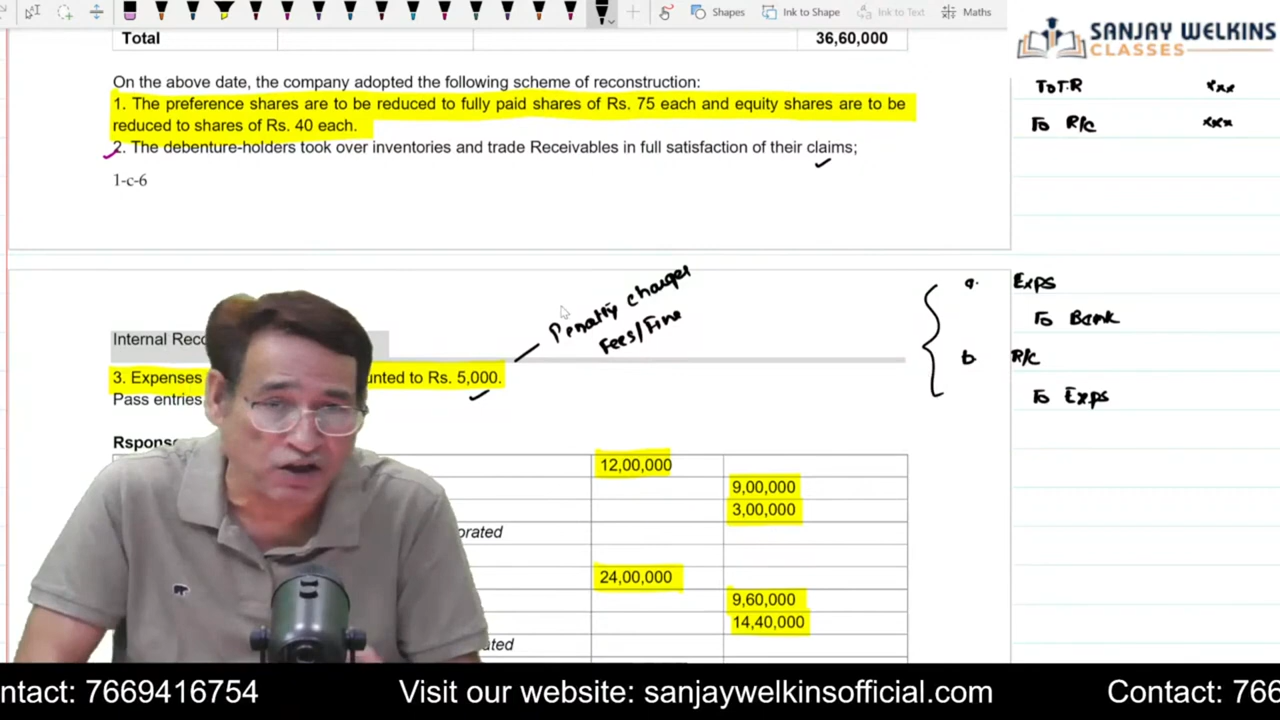 Shapes Ink to Shape Ink to Text Maths
SANJAY WELKINS
CLASSES
Total 36,60,000
On the above date, the company adopted the following scheme of reconstruction:
1. The preference shares are to be reduced to fully paid shares of Rs. 75 each and equity shares are to be
reduced to shares of Rs. 40 each.
2. The debenture-holders took over inventories and trade Receivables in full satisfaction of their claims;
1-c-6
To T.R xxx
To R/c xxx
Penalty charges
Fees/Fine
a. Exps
To Bank
b R/c
To Exps
Internal Reco
3. Expenses unted to Rs. 5,000.
Pass entries
Rspons
12,00,000
9,00,000
3,00,000
orated
24,00,000
9,60,000
14,40,000
ated
ntact: 7669416754 Visit our website: sanjaywelkinsofficial.com Contact: 766